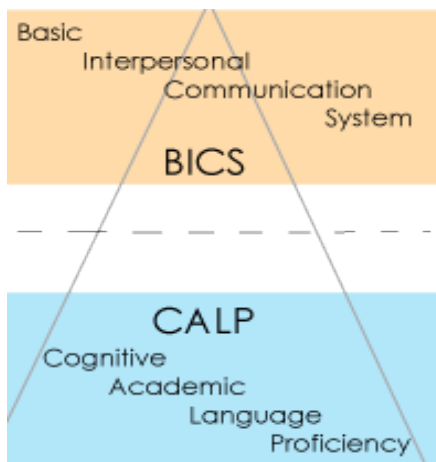 Basic
Interpersonal
Communication
System
BICS
CALP
Cognitive
Academic
Language
Proficiency